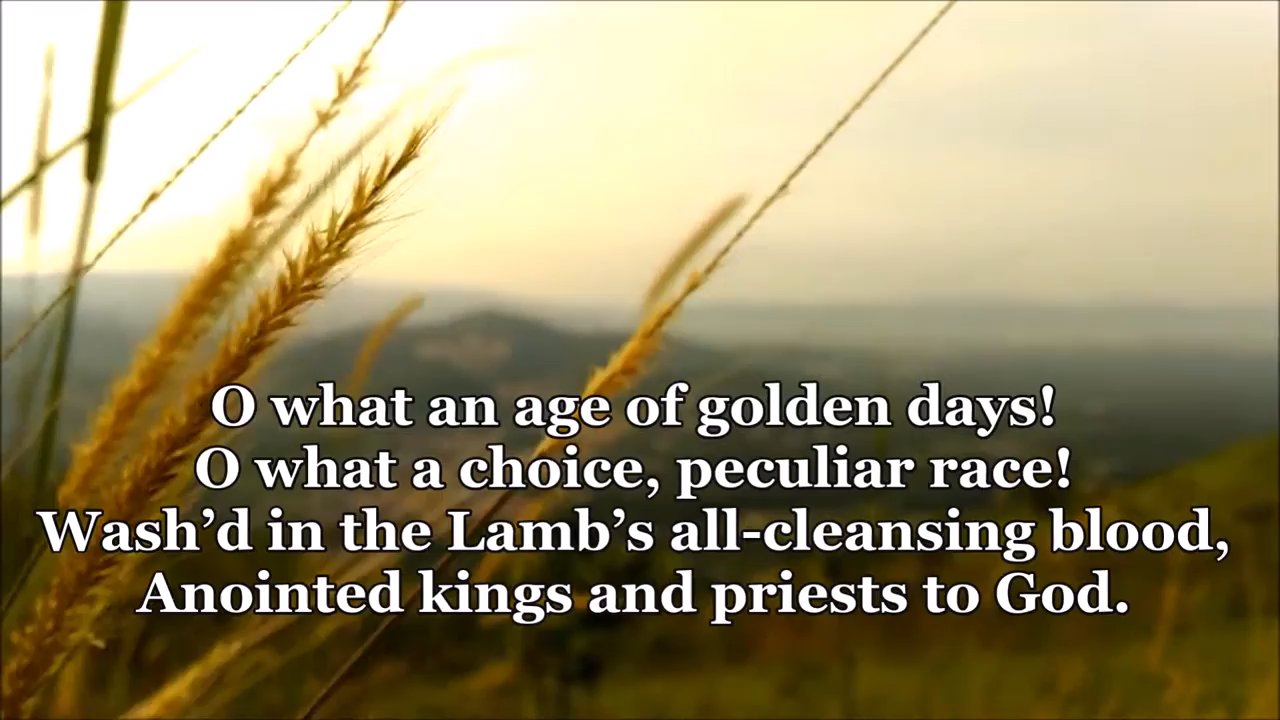 O what an age of golden days!
O what a choice, peculiar race!
Wash’d in the Lamb’s all-cleansing blood,
Anointed kings and priests to God.